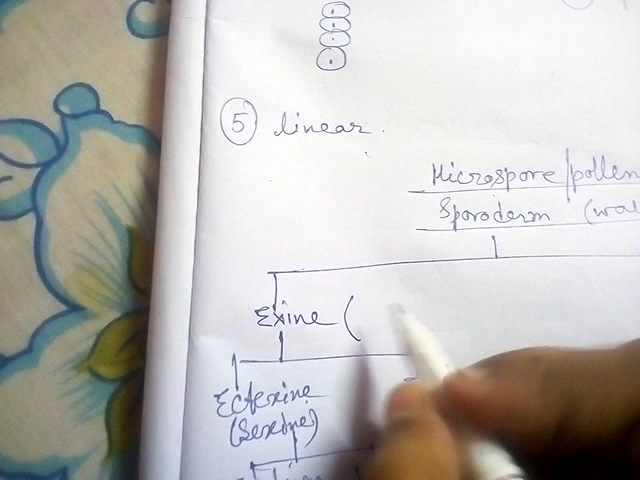 5 linear.
Microspore/pollen
Sporoderm (wal
Exine (
Ectexine
(Sexine)